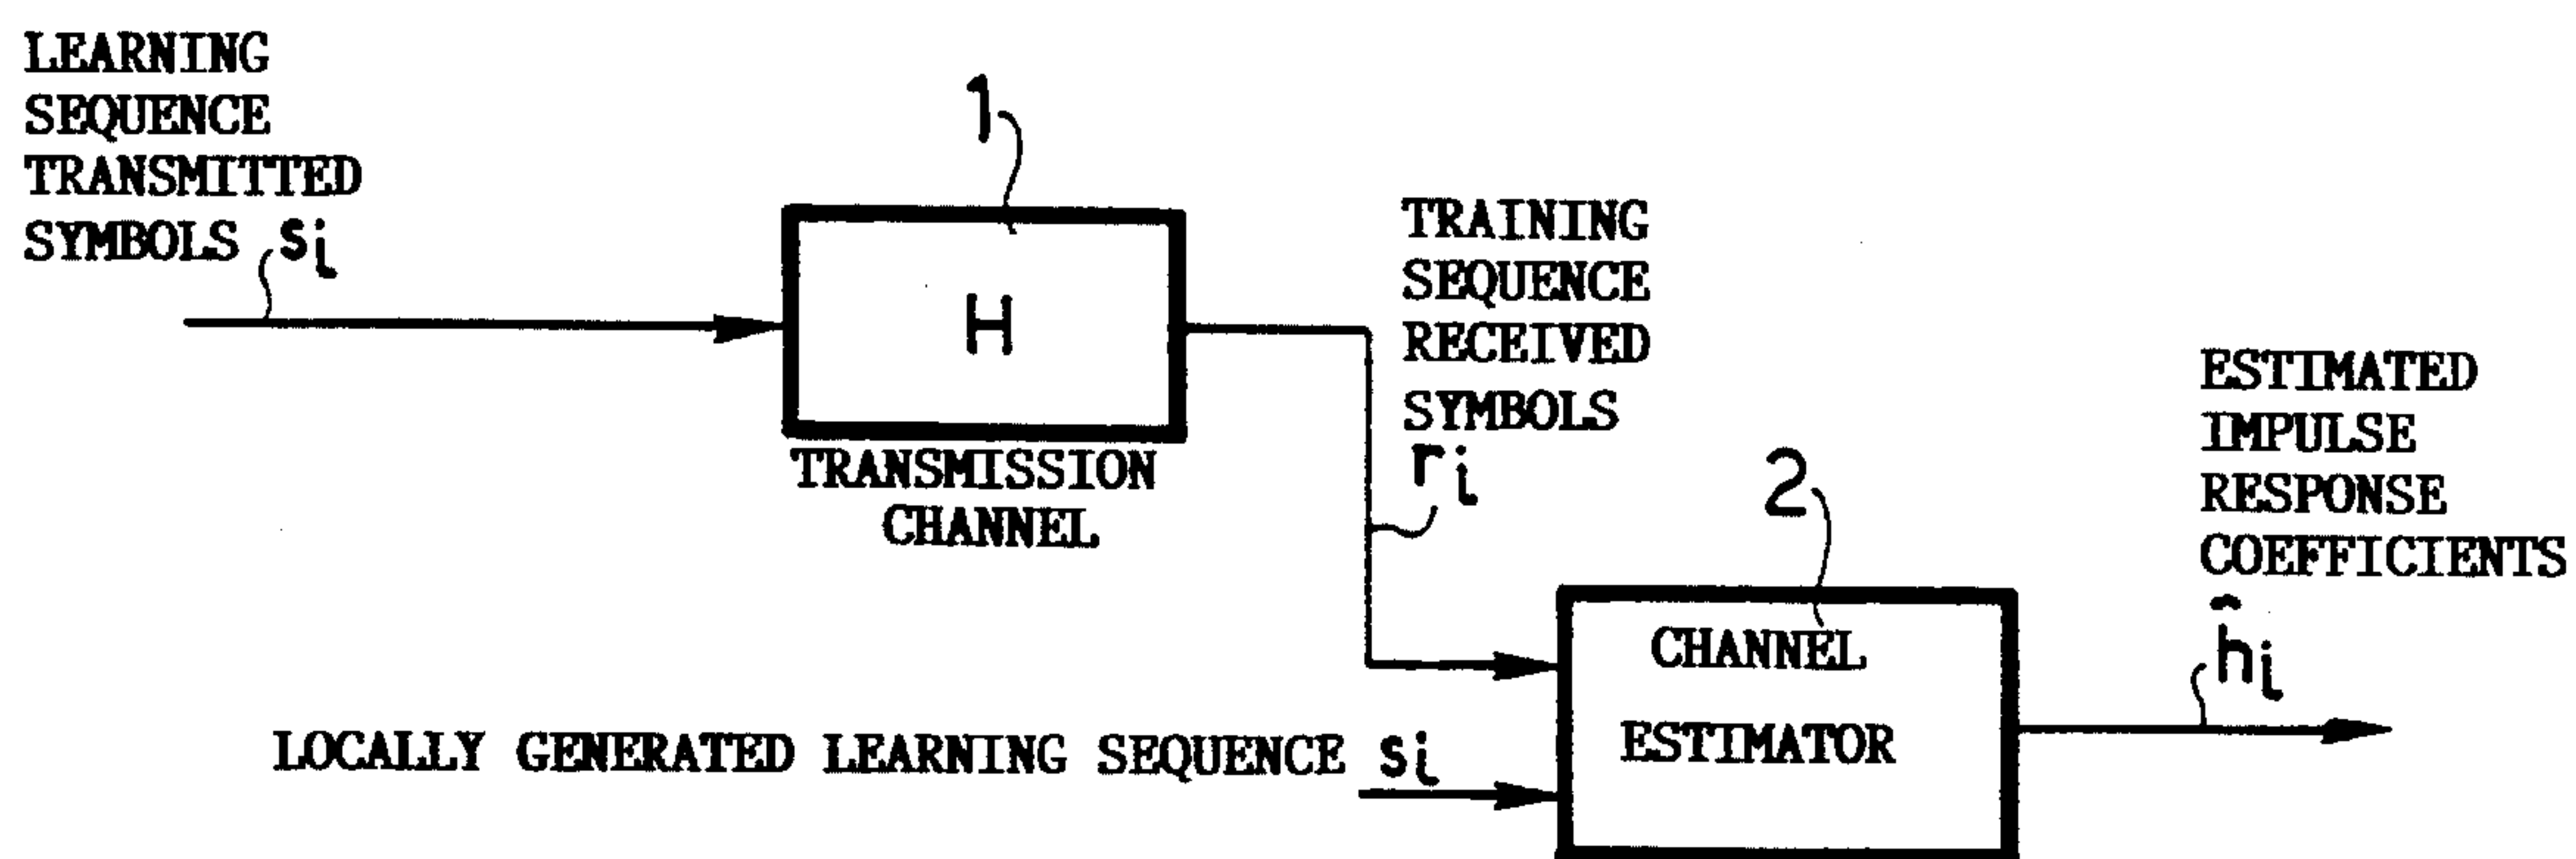 LEARNING
SEQUENCE
TRANSMITTED
SYMBOLS si
1
H
TRANSMISSION
CHANNEL
TRAINING
SEQUENCE
RECEIVED
SYMBOLS
ri
2
CHANNEL
ESTIMATOR
LOCALLY GENERATED LEARNING SEQUENCE si
ESTIMATED
IMPULSE
RESPONSE
COEFFICIENTS
ĥi